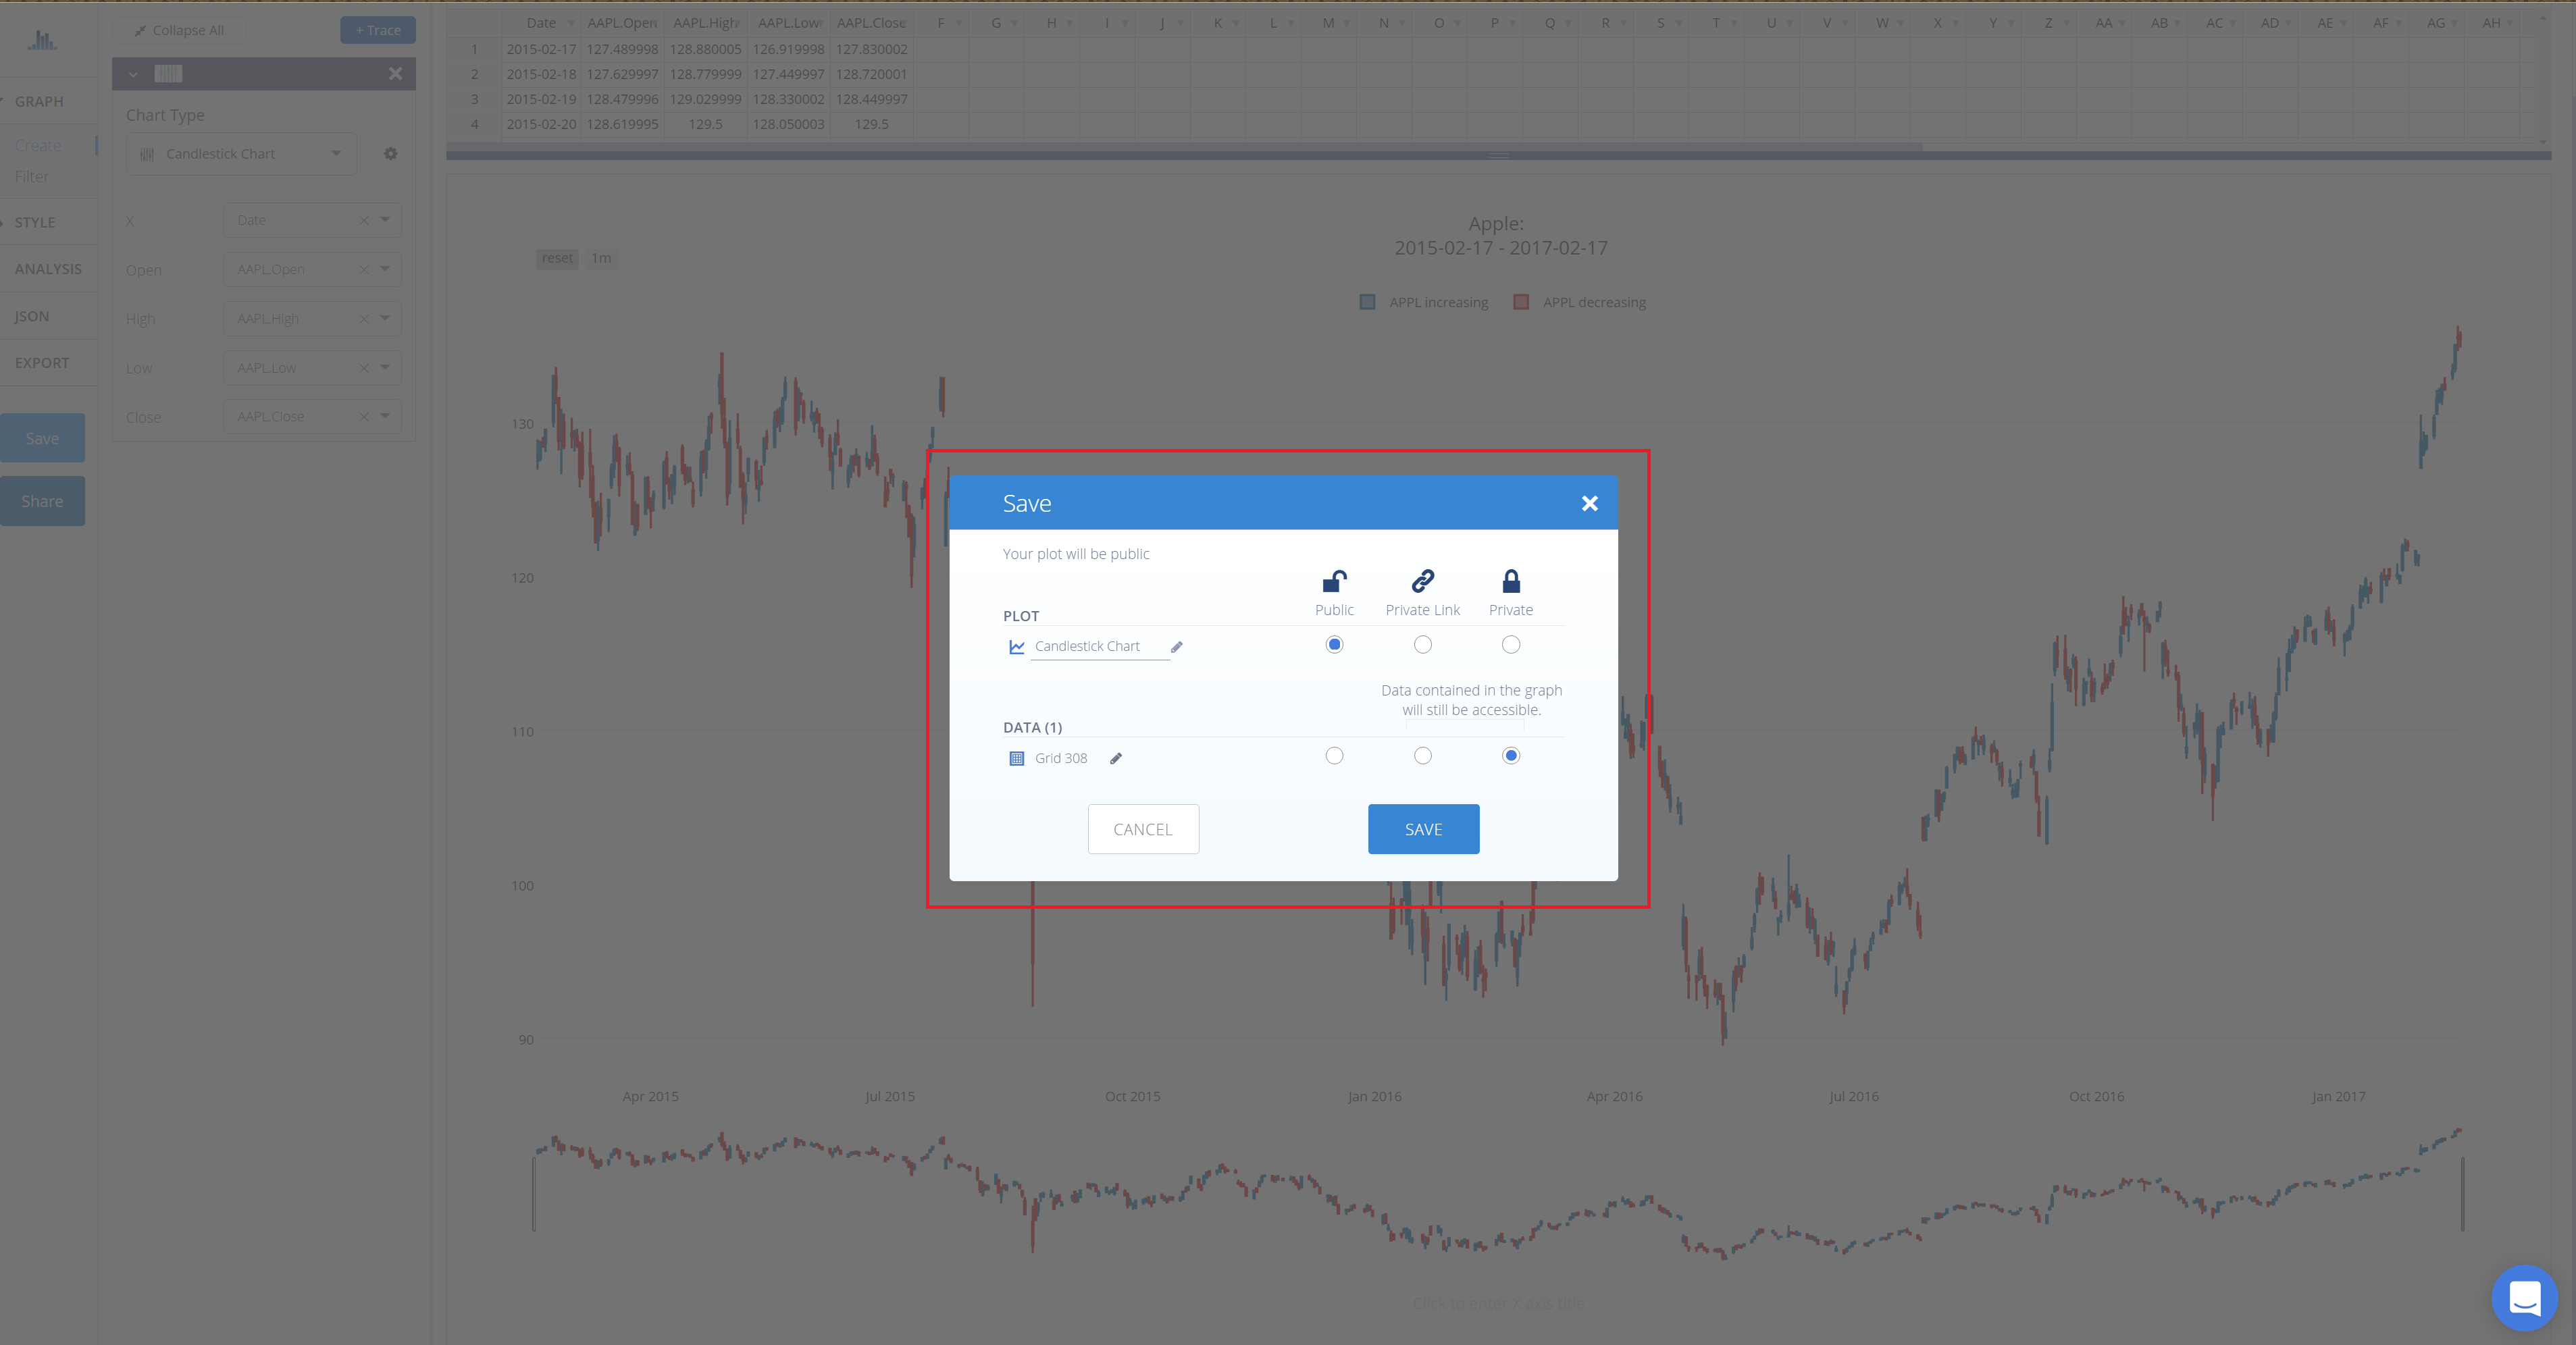 Collapse All
+ Trace
GRAPH
Create
Filter
STYLE
ANALYSIS
JSON
EXPORT
Save
Share
Chart Type
Candlestick Chart
X Date
Open AAPL.Open
High AAPL.High
Low AAPL.Low
Close AAPL.Close
Date AAPL.Open AAPL.High AAPL.Low AAPL.Close F G H I J K L M N O P Q R S T U V W X Y Z AA AB AC AD AE AF AG AH
1 2015-02-17 127.489998 128.880005 126.919998 127.830002
2 2015-02-18 127.629997 128.779999 127.449997 128.720001
3 2015-02-19 128.479996 129.029999 128.330002 128.449997
4 2015-02-20 128.619995 129.5 128.050003 129.5
Apple:
2015-02-17 - 2017-02-17
reset 1m
APPL increasing APPL decreasing
130
120
110
100
90
Save
Your plot will be public
Public Private Link Private
PLOT
Candlestick Chart
Data contained in the graph
will still be accessible.
DATA (1)
Grid 308
CANCEL SAVE
Apr 2015 Jul 2015 Oct 2015 Jan 2016 Apr 2016 Jul 2016 Oct 2016 Jan 2017
Click to enter X axis title